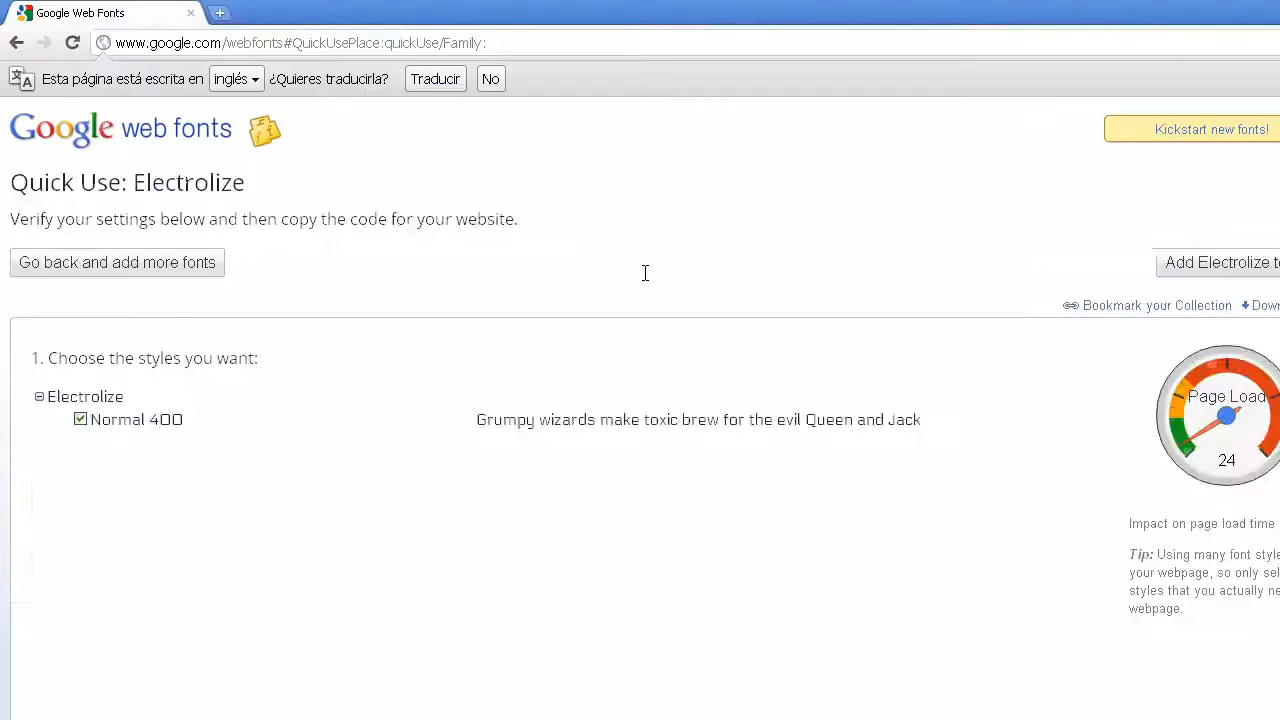 Google Web Fonts
www.google.com/webfonts#QuickUsePlace:quickUse/Family:
Esta página está escrita en inglés ¿Quieres traducirla? Traducir No
Google web fonts
Kickstart new fonts!
Quick Use: Electrolize
Verify your settings below and then copy the code for your website.
Go back and add more fonts
Add Electrolize to
Bookmark your Collection
1. Choose the styles you want:
Electrolize
Normal 400
Grumpy wizards make toxic brew for the evil Queen and Jack
Page Load
24
Impact on page load time
Tip: Using many font style
your webpage, so only sel
styles that you actually ne
webpage.